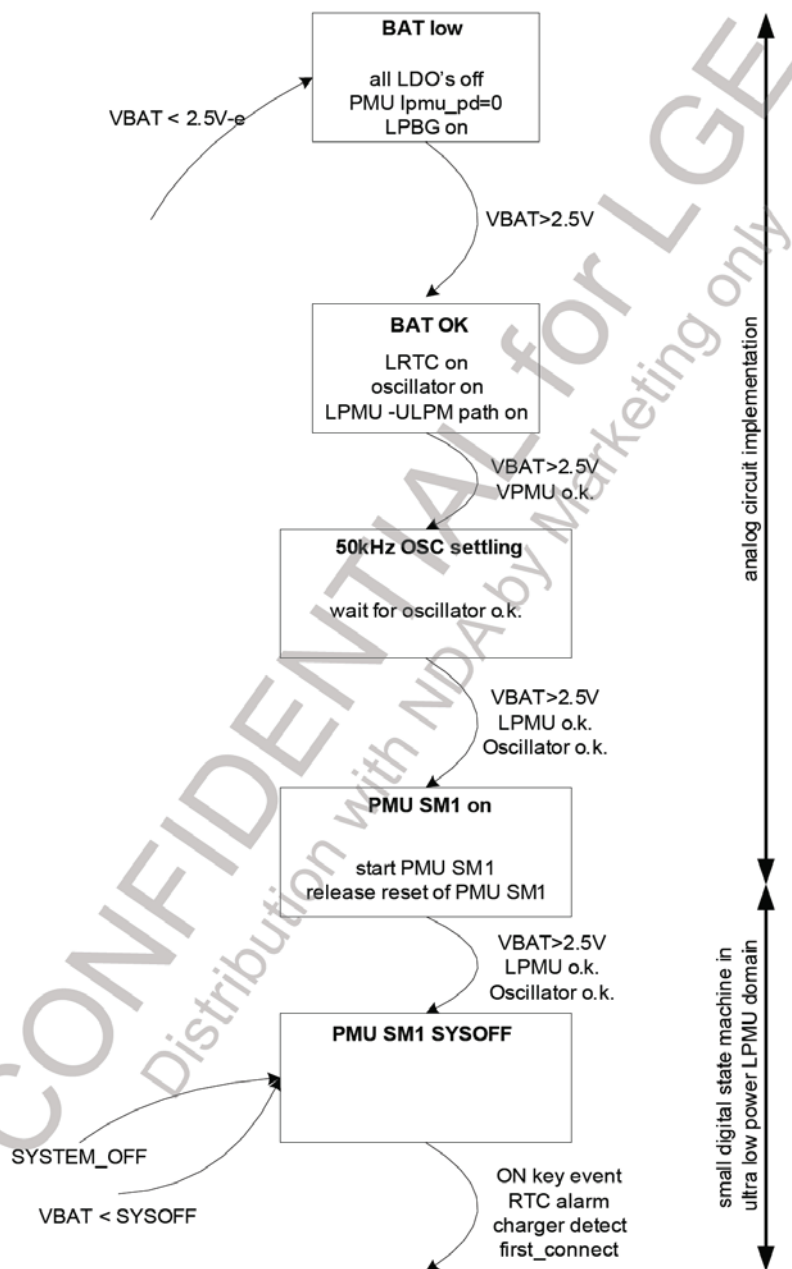 BAT low
all LDO's off
PMU lpmu_pd=0
LPBG on
VBAT < 2.5V-e
VBAT>2.5V
BAT OK
LRTC on
oscillator on
LPMU -ULPM path on
VBAT>2.5V
VPMU o.k.
50kHz OSC settling
wait for oscillator o.k.
VBAT>2.5V
LPMU o.k.
Oscillator o.k.
PMU SM1 on
start PMU SM1
release reset of PMU SM1
VBAT>2.5V
LPMU o.k.
Oscillator o.k.
PMU SM1 SYSOFF
SYSTEM_OFF
VBAT < SYSOFF
ON key event
RTC alarm
charger detect
first_connect
analog circuit implementation
small digital state machine in
ultra low power LPMU domain
CONFIDENTIAL for LGE
Distribution with NDA by Marketing only